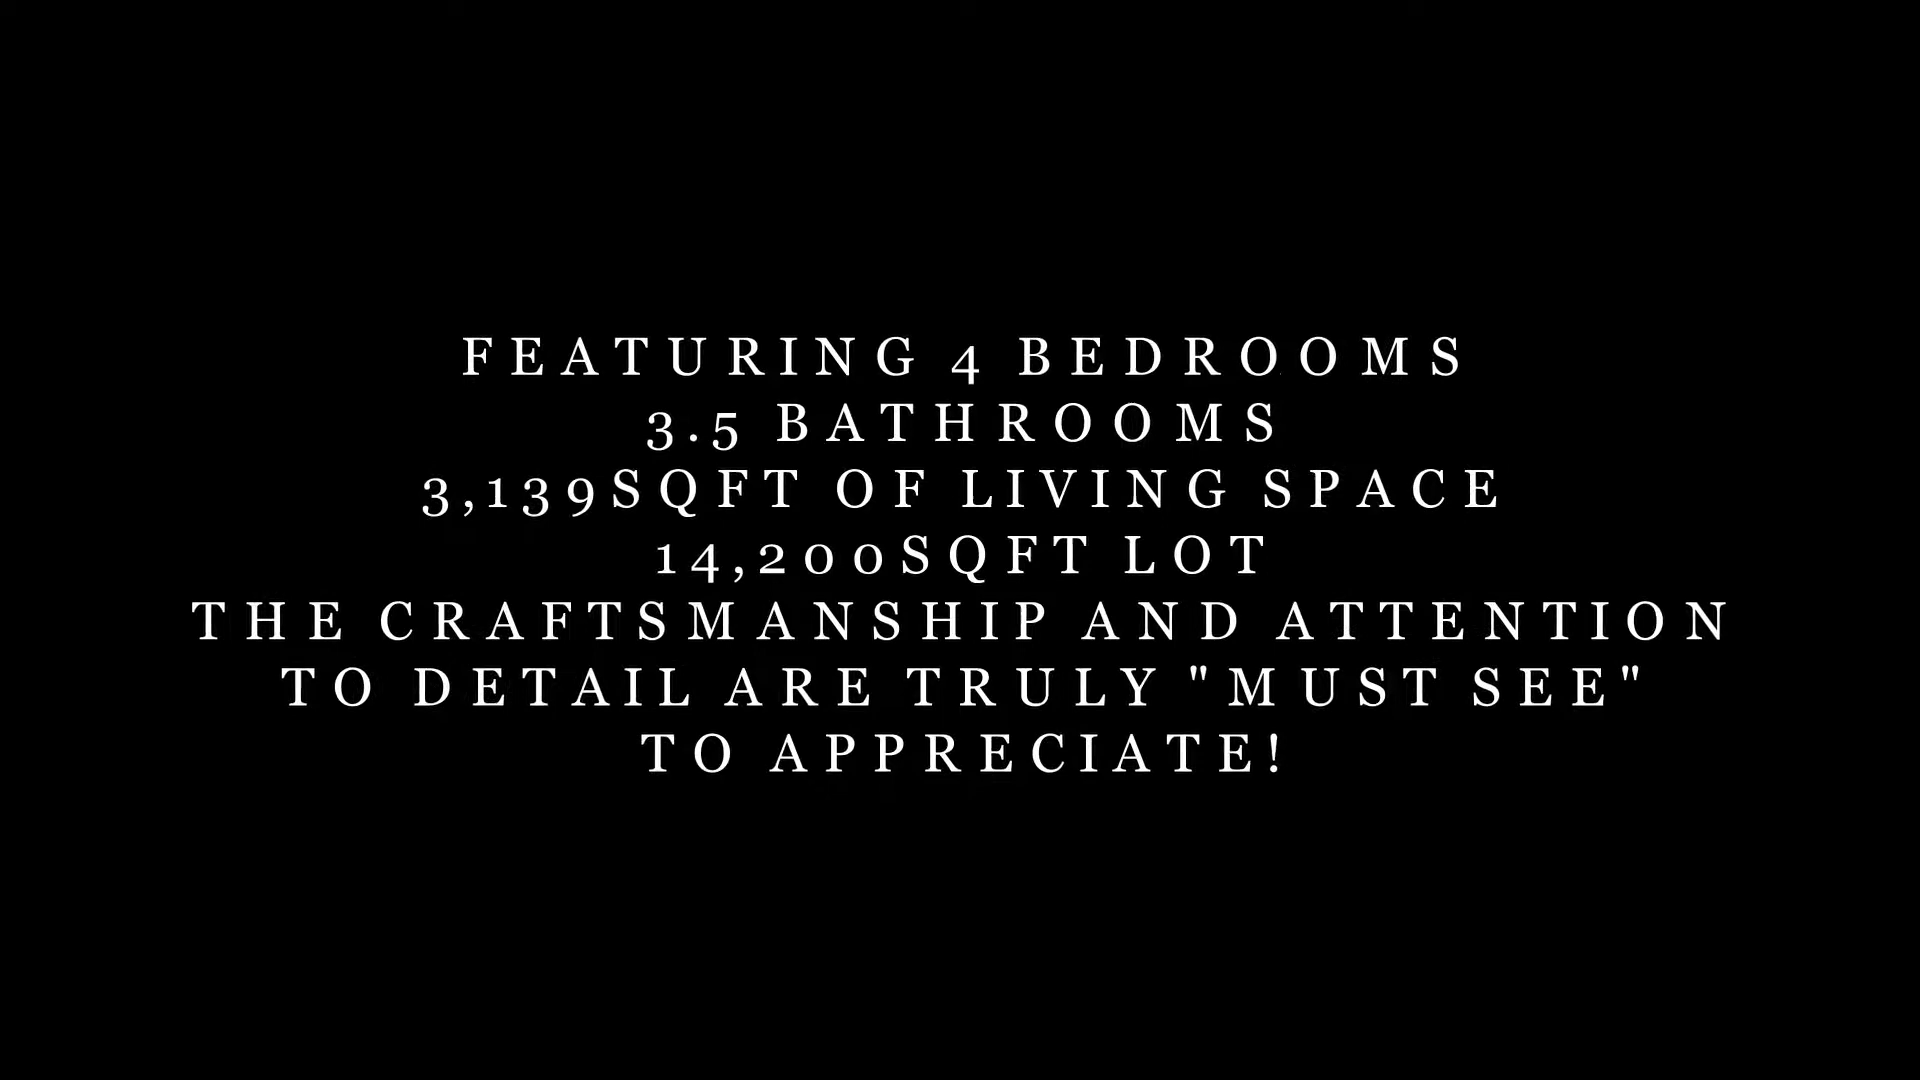 FEATURING 4 BEDROOMS
3.5 BATHROOMS
3,139SQFT OF LIVING SPACE
14,200SQFT LOT
THE CRAFTSMANSHIP AND ATTENTION
TO DETAIL ARE TRULY "MUST SEE"
TO APPRECIATE!